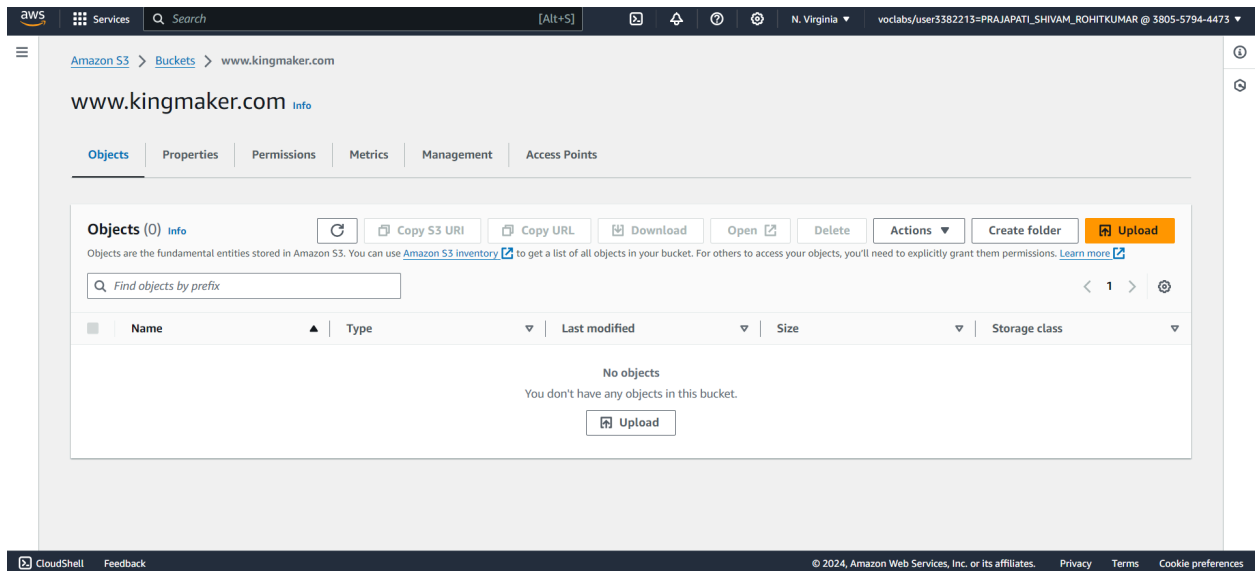 aws Services Search [Alt+S] N. Virginia ▼ voclabs/user3382213=PRAJAPATI_SHIVAM_ROHITKUMAR @ 3805-5794-4473 ▼
Amazon S3 > Buckets > www.kingmaker.com
www.kingmaker.com Info
Objects Properties Permissions Metrics Management Access Points
Objects (0) Info Copy S3 URI Copy URL Download Open Delete Actions ▼ Create folder Upload
Objects are the fundamental entities stored in Amazon S3. You can use Amazon S3 inventory to get a list of all objects in your bucket. For others to access your objects, you'll need to explicitly grant them permissions. Learn more
Find objects by prefix < 1 >
Name Type Last modified Size Storage class
No objects
You don't have any objects in this bucket.
Upload
CloudShell Feedback © 2024, Amazon Web Services, Inc. or its affiliates. Privacy Terms Cookie preferences